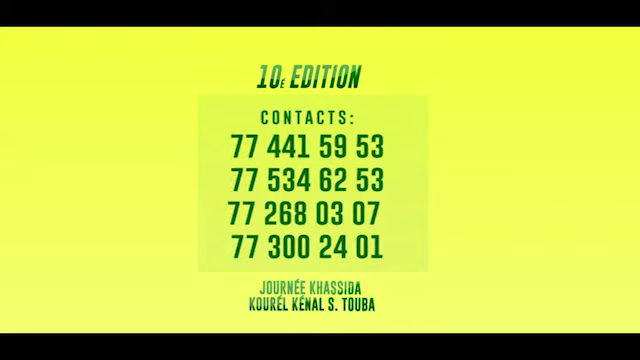 10é EDITION
CONTACTS:
77 441 59 53
77 534 62 53
77 268 03 07
77 300 24 01
JOURNÉE KHASSIDA
KOURÉL KÉNAL S. TOUBA